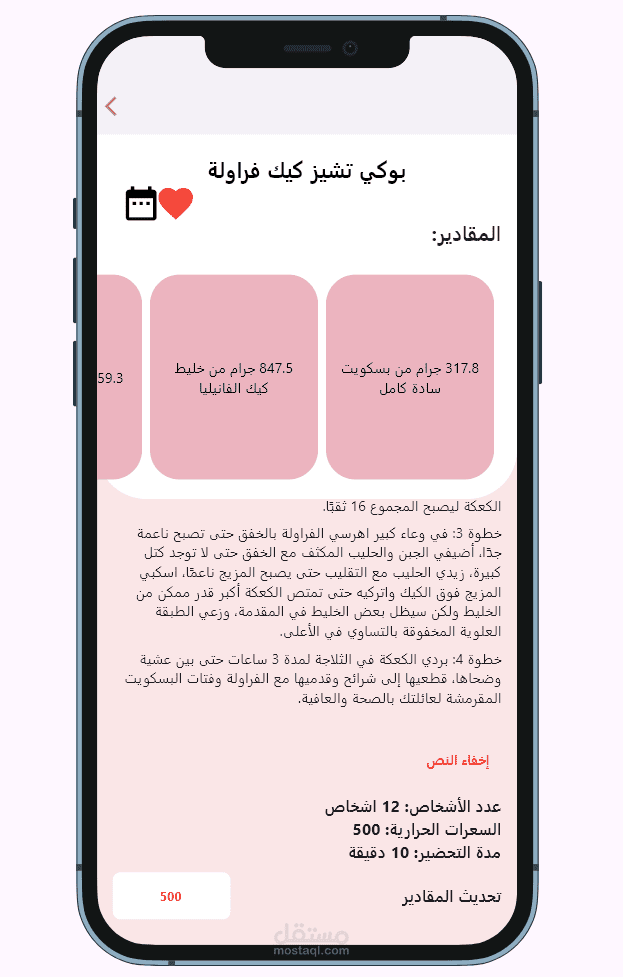 بوكي تشيز كيك فراولة
المقادير:
317.8 جرام من بسكويت
سادة كامل
847.5 جرام من خليط
كيك الفانيليا
59.3
الكعكة ليصبح المجموع 16 ثقبًا.
خطوة 3: في وعاء كبير اهرسي الفراولة بالخفق حتى تصبح ناعمة
جدًا، أضيفي الجبن والحليب المكثف مع الخفق حتى لا توجد كتل
كبيرة، زيدي الحليب مع التقليب حتى يصبح المزيج ناعمًا، اسكبي
المزيج فوق الكيك واتركيه حتى تمتص الكعكة أكبر قدر ممكن من
الخليط ولكن سيظل بعض الخليط في المقدمة، وزعي الطبقة
العلوية المخفوقة بالتساوي في الأعلى.
خطوة 4: بردي الكعكة في الثلاجة لمدة 3 ساعات حتى بين عشية
وضحاها، قطعيها إلى شرائح وقدميها مع الفراولة وفتات البسكويت
المقرمشة لعائلتك بالصحة والعافية.
إخفاء النص
عدد الأشخاص: 12 اشخاص
السعرات الحرارية: 500
مدة التحضير: 10 دقيقة
تحديث المقادير
500
مستقل
mostaql.com